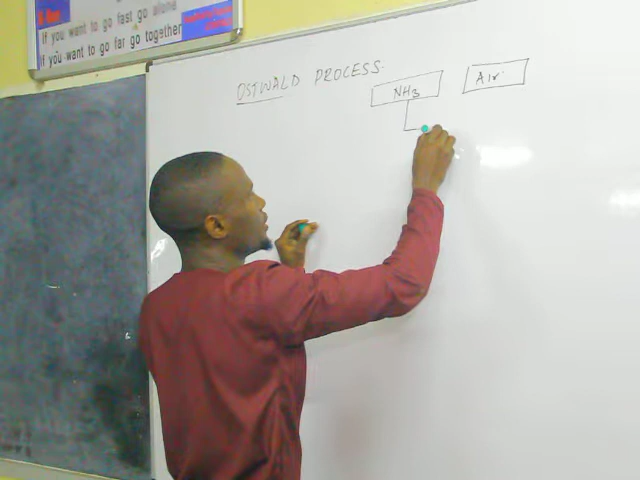 If you want to go fast go alone
if you want to go far go together
OSTWALD PROCESS.
NH3
Air